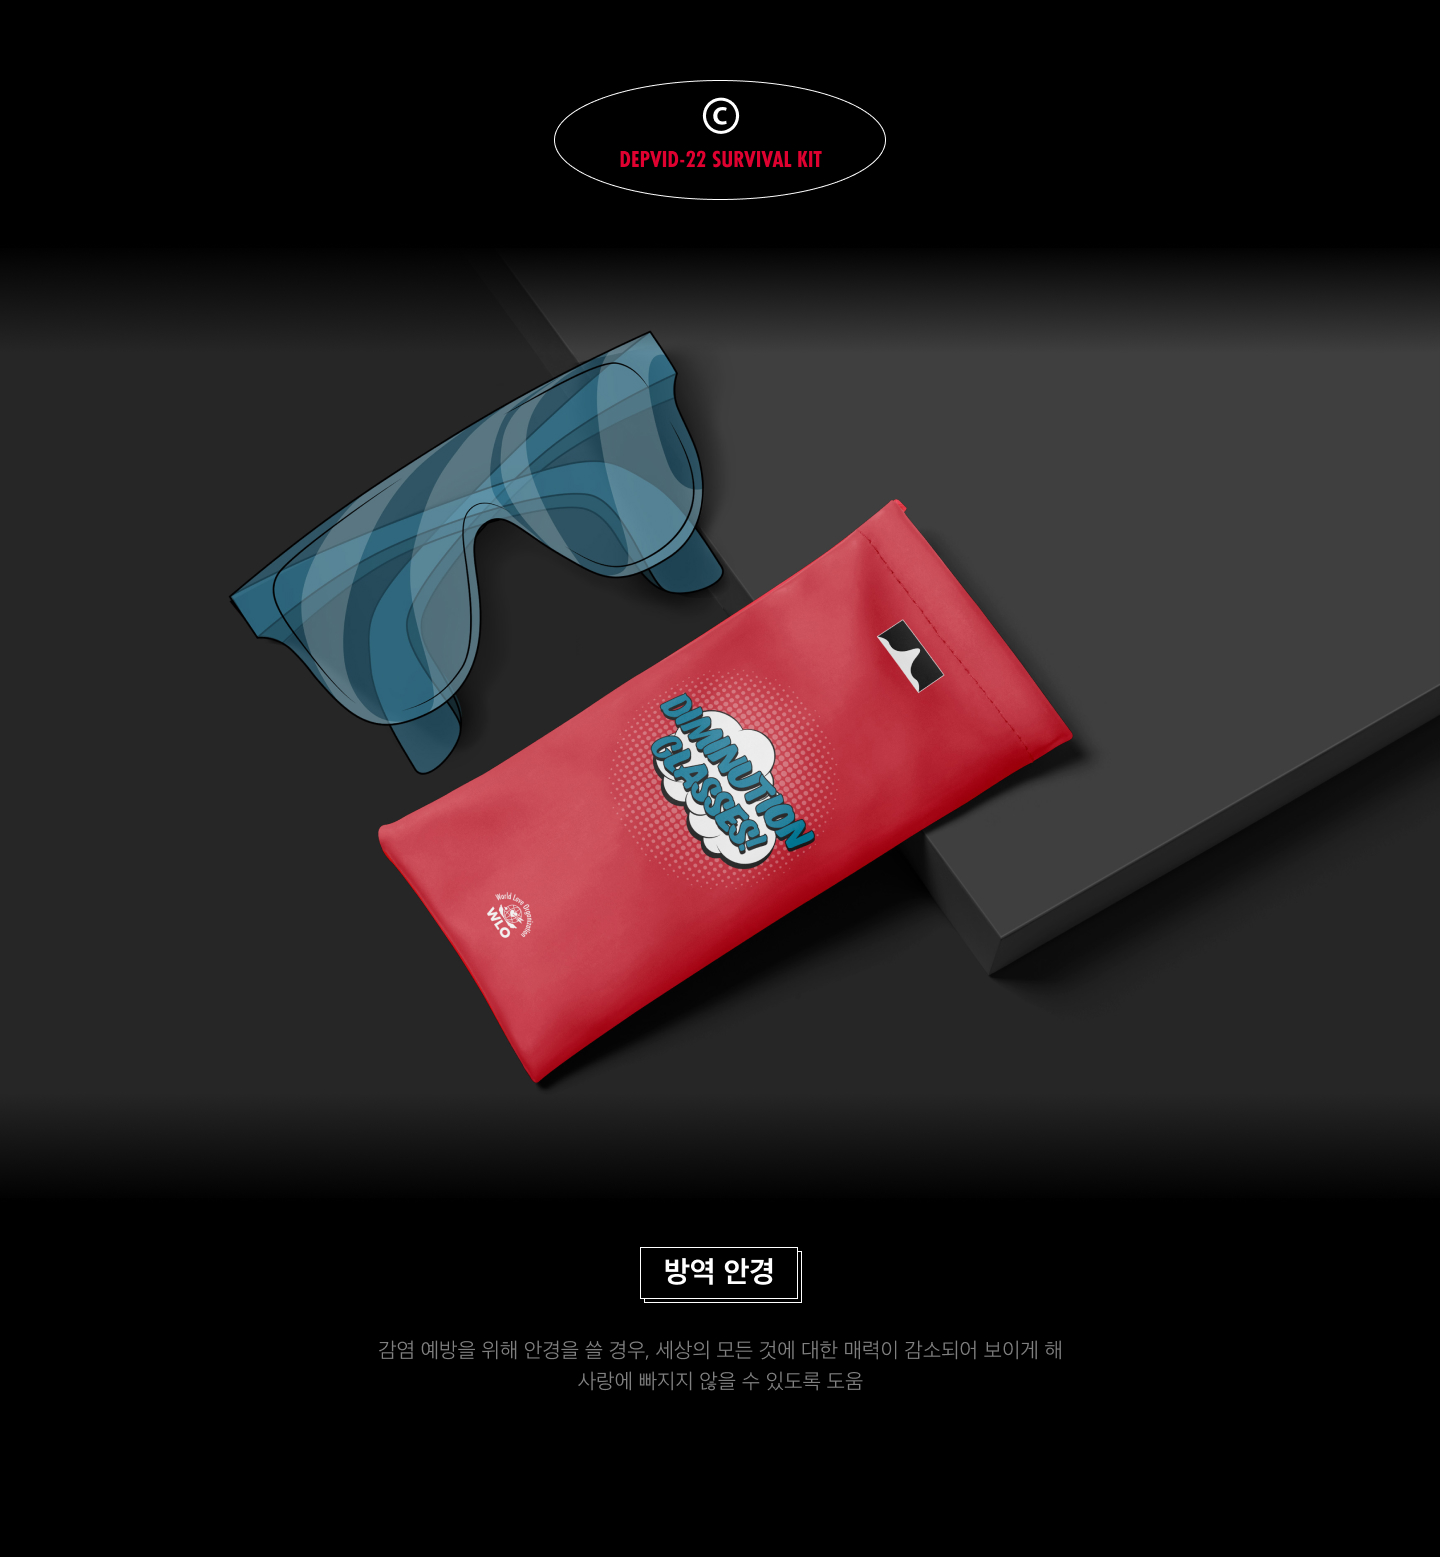 ©
DEPVID-22 SURVIVAL KIT
DIMINUTION
GLASSES!
World Love Organization
WLO
방역 안경
감염 예방을 위해 안경을 쓸 경우, 세상의 모든 것에 대한 매력이 감소되어 보이게 해
사랑에 빠지지 않을 수 있도록 도움